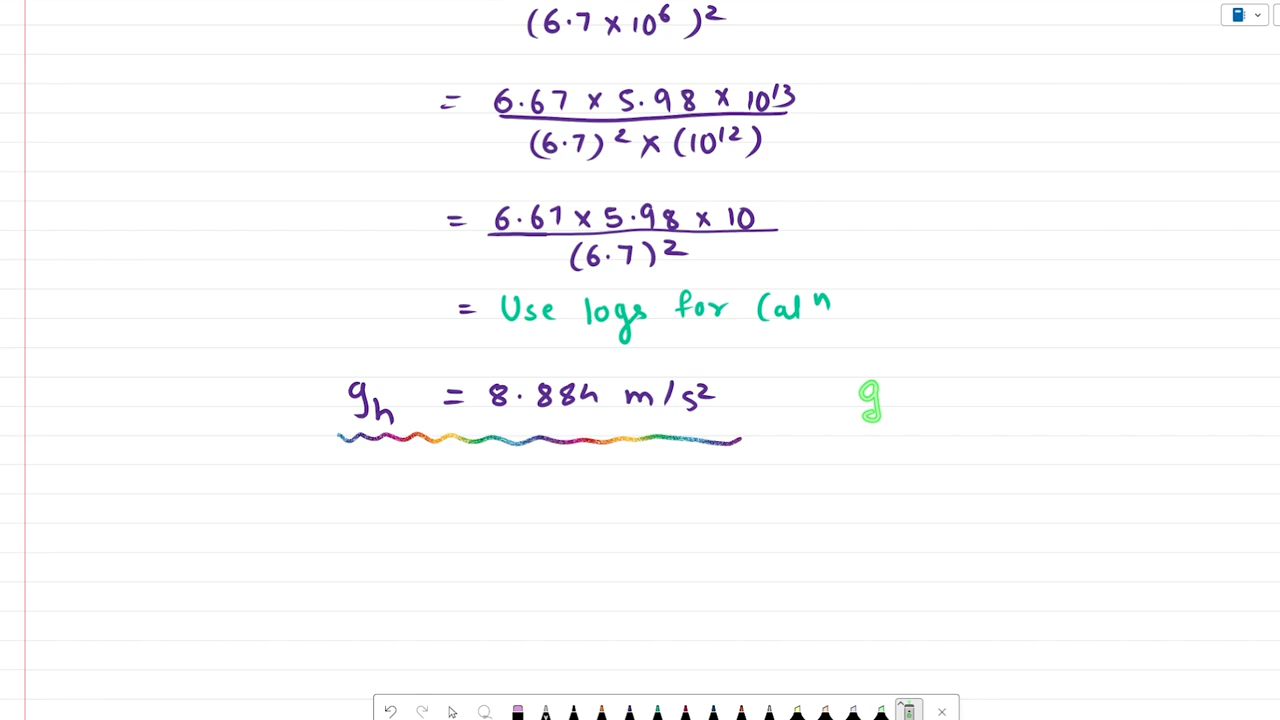 (6.7 × 10⁶ )²
= 6.67 × 5.98 × 10¹³
(6.7)² × (10¹²)
= 6.67 × 5.98 × 10
(6.7)²
= Use logs for Calⁿ
gₕ = 8.884 m/s² g